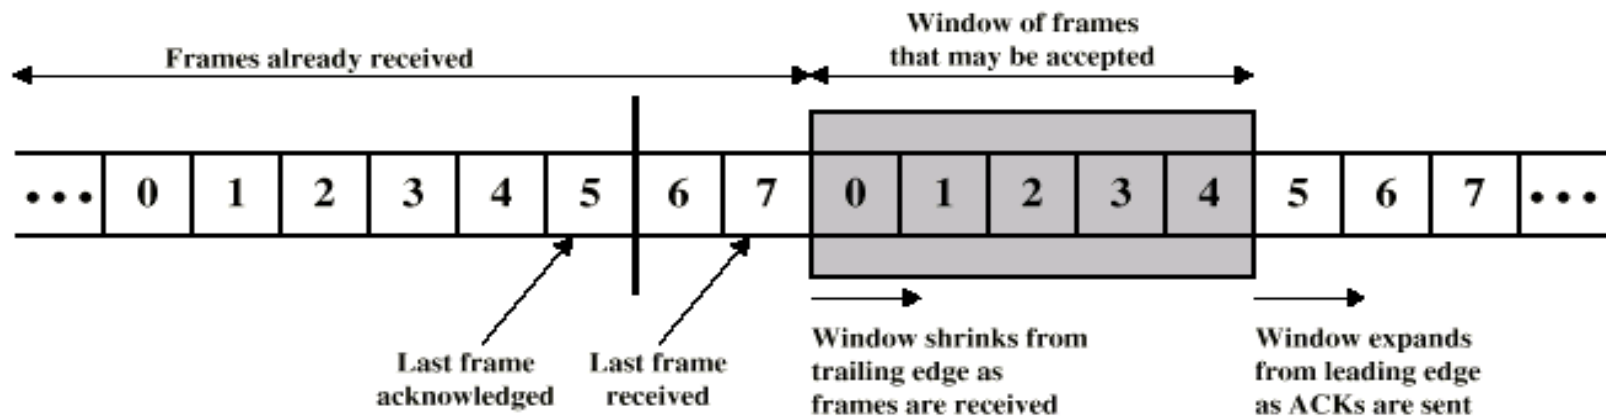 Window of frames
that may be accepted
Frames already received
••• 0 1 2 3 4 5 6 7 0 1 2 3 4 5 6 7 •••
Last frame
acknowledged
Last frame
received
Window shrinks from
trailing edge as
frames are received
Window expands
from leading edge
as ACKs are sent